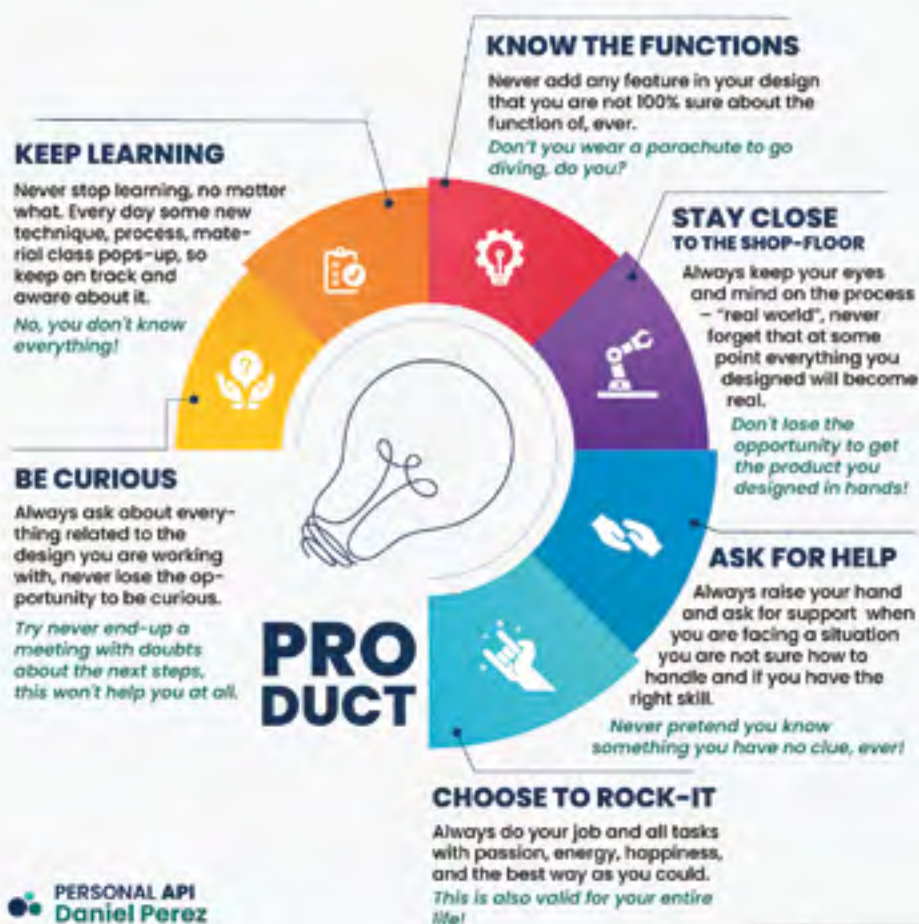 KNOW THE FUNCTIONS
Never add any feature in your design
that you are not 100% sure about the
function of, ever.
Don't you wear a parachute to go
diving, do you?
KEEP LEARNING
Never stop learning, no matter
what. Every day some new
technique, process, mate-
rial class pops-up, so
keep on track and
aware about it.
No, you don't know
everything!
STAY CLOSE
TO THE SHOP-FLOOR
Always keep your eyes
and mind on the process
– "real world", never
forget that at some
point everything you
designed will become
real.
Don't lose the
opportunity to get
the product you
designed in hands!
BE CURIOUS
Always ask about every-
thing related to the
design you are working
with, never lose the op-
portunity to be curious.
Try never end-up a
meeting with doubts
about the next steps,
this won't help you at all.
ASK FOR HELP
Always raise your hand
and ask for support when
you are facing a situation
you are not sure how to
handle and if you have the
right skill.
Never pretend you know
something you have no clue, ever!
PRO
DUCT
CHOOSE TO ROCK-IT
Always do your job and all tasks
with passion, energy, happiness,
and the best way as you could.
This is also valid for your entire
life!
PERSONAL API
Daniel Perez